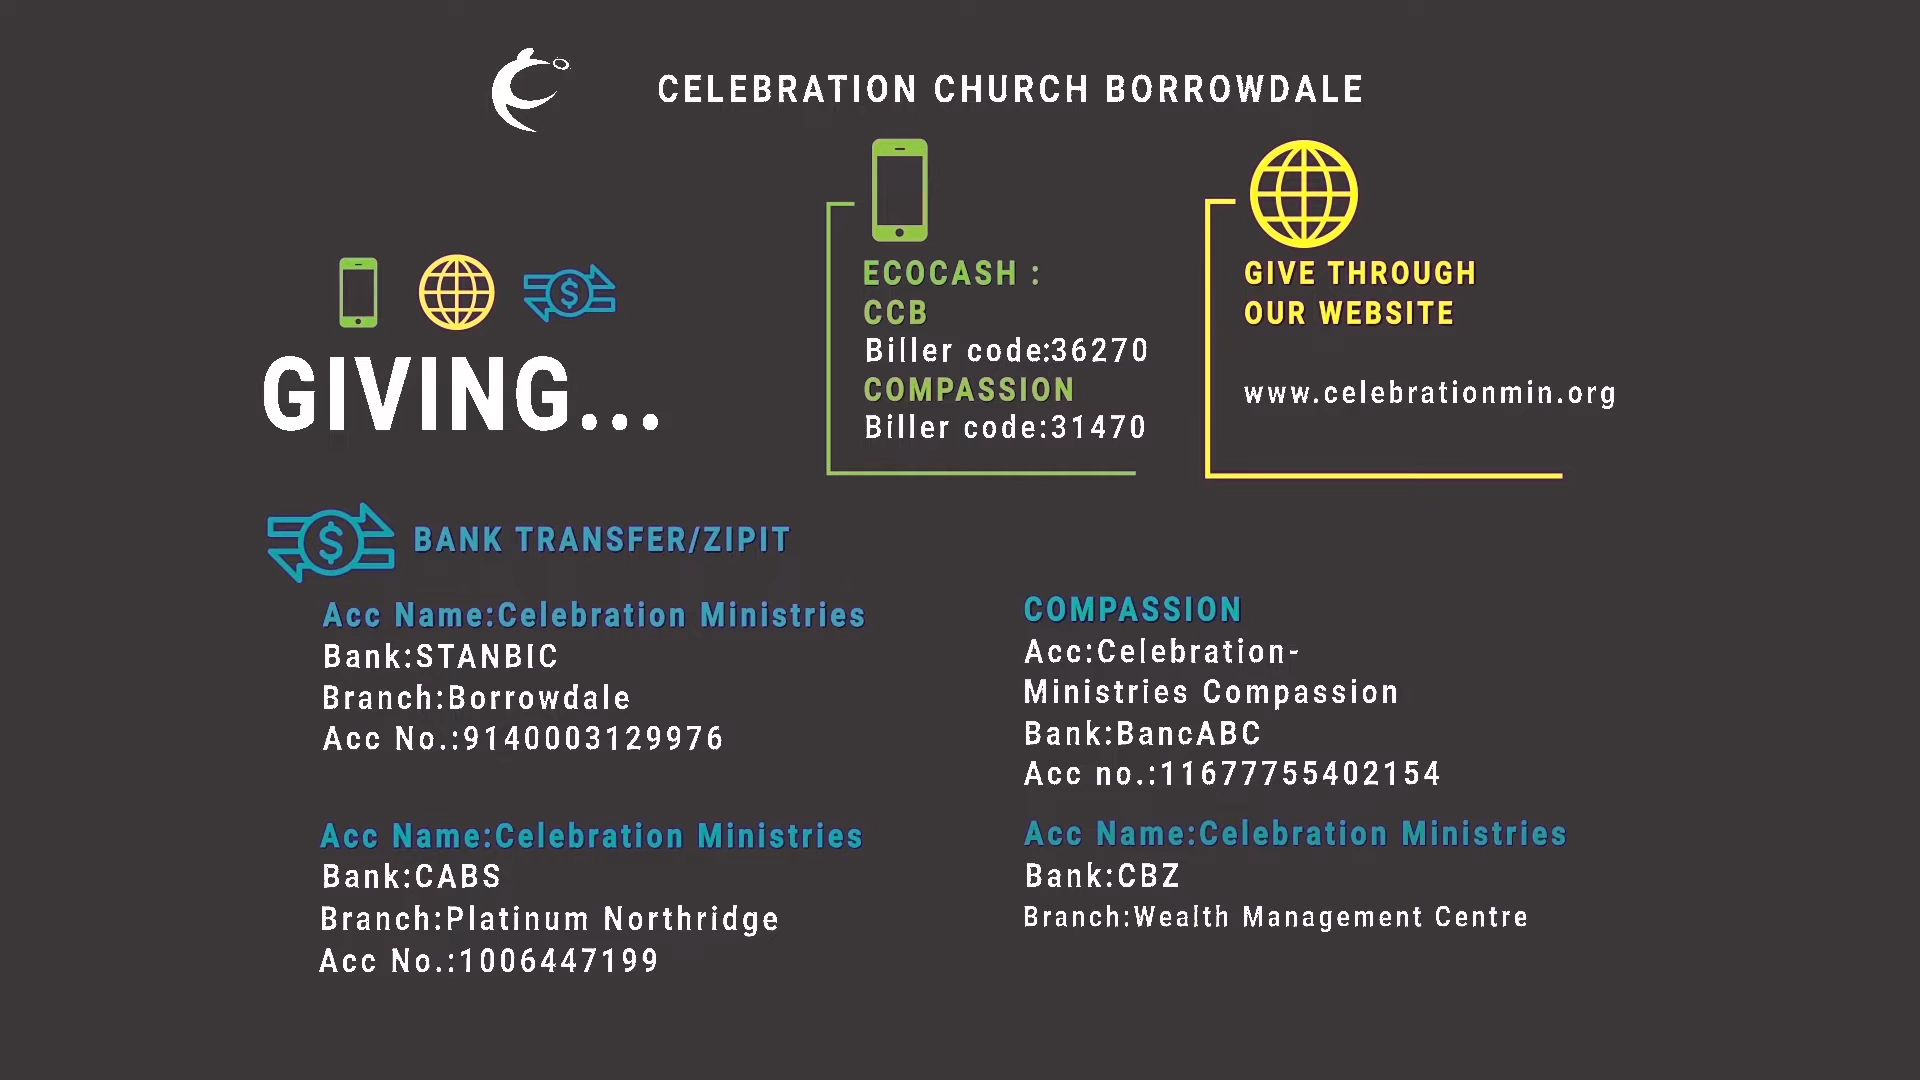 CELEBRATION CHURCH BORROWDALE
GIVING...
ECOCASH :
CCB
Biller code:36270
COMPASSION
Biller code:31470
GIVE THROUGH
OUR WEBSITE
www.celebrationmin.org
BANK TRANSFER/ZIPIT
Acc Name:Celebration Ministries
Bank:STANBIC
Branch:Borrowdale
Acc No.:9140003129976
Acc Name:Celebration Ministries
Bank:CABS
Branch:Platinum Northridge
Acc No.:1006447199
COMPASSION
Acc:Celebration-
Ministries Compassion
Bank:BancABC
Acc no.:11677755402154
Acc Name:Celebration Ministries
Bank:CBZ
Branch:Wealth Management Centre